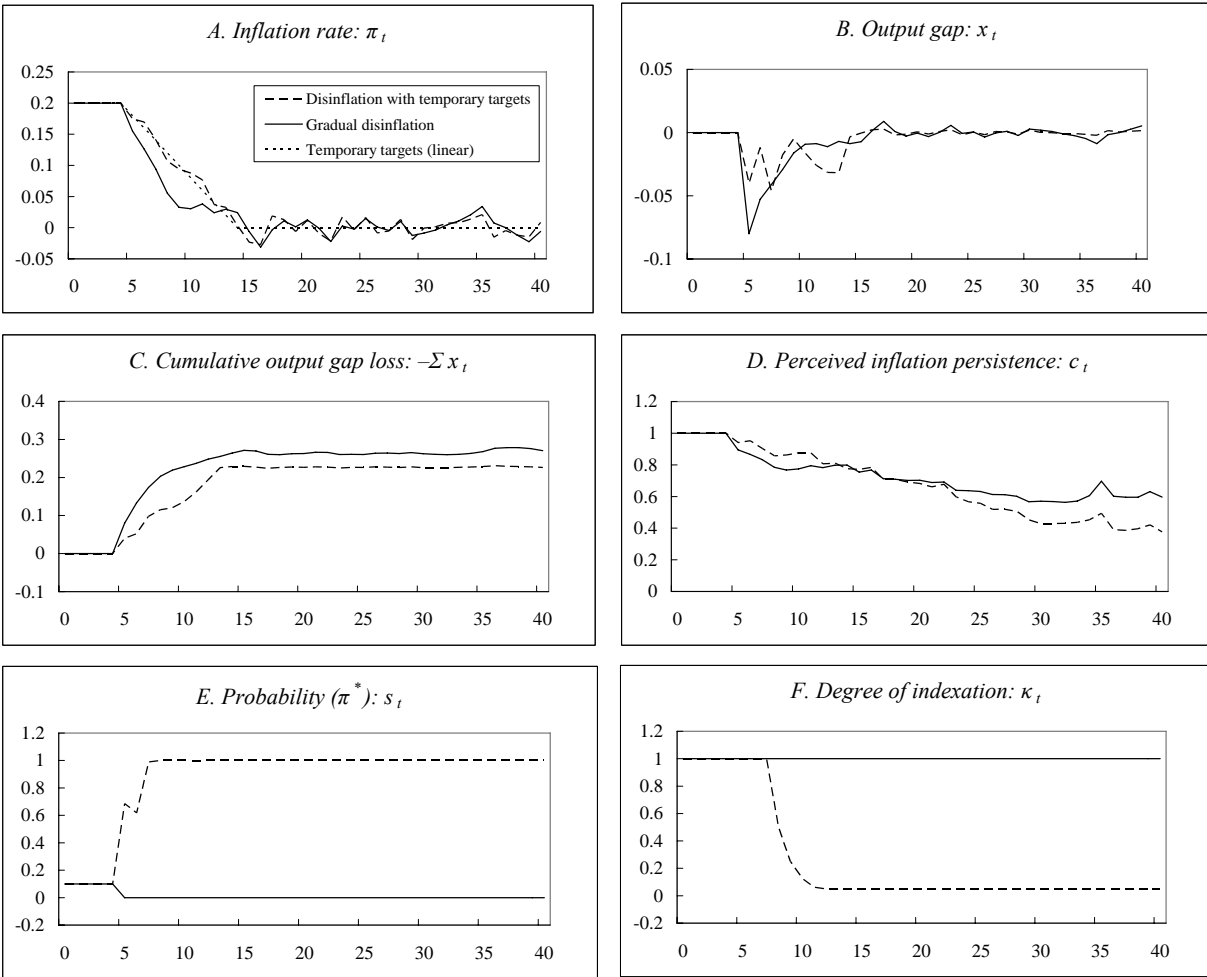 A. Inflation rate: π t
0.25
0.2
0.15
0.1
0.05
0
-0.05
0 5 10 15 20 25 30 35 40
Disinflation with temporary targets
Gradual disinflation
Temporary targets (linear)
B. Output gap: x t
0.05
0
-0.05
-0.1
0 5 10 15 20 25 30 35 40
C. Cumulative output gap loss: –Σ x t
0.4
0.3
0.2
0.1
0
-0.1
0 5 10 15 20 25 30 35 40
D. Perceived inflation persistence: c t
1.2
1
0.8
0.6
0.4
0.2
0
0 5 10 15 20 25 30 35 40
E. Probability (π*): s t
1.2
1
0.8
0.6
0.4
0.2
0
-0.2
0 5 10 15 20 25 30 35 40
F. Degree of indexation: κ t
1.2
1
0.8
0.6
0.4
0.2
0
-0.2
0 5 10 15 20 25 30 35 40